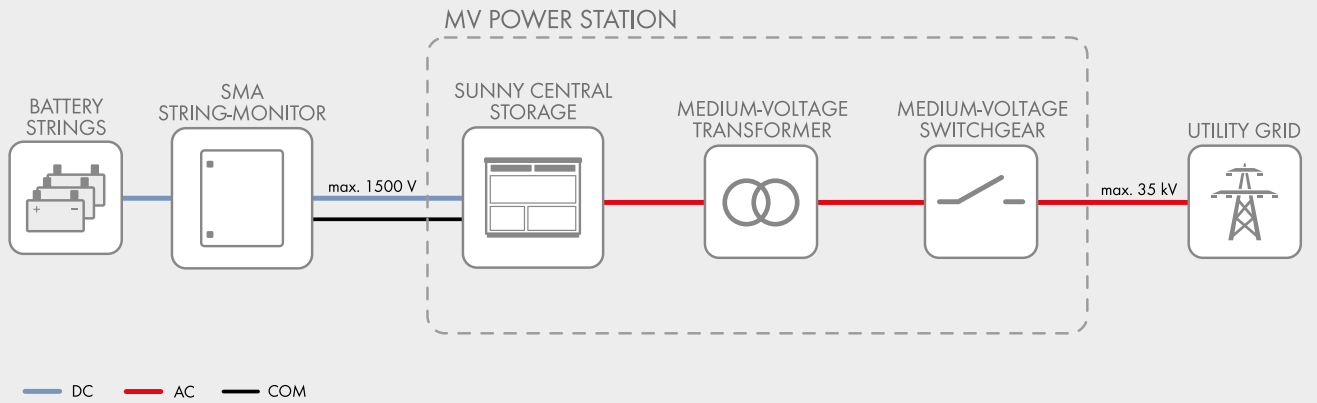 MV POWER STATION
BATTERY
STRINGS
SMA
STRING-MONITOR
max. 1500 V
SUNNY CENTRAL
STORAGE
MEDIUM-VOLTAGE
TRANSFORMER
MEDIUM-VOLTAGE
SWITCHGEAR
max. 35 kV
UTILITY GRID
DC
AC
COM